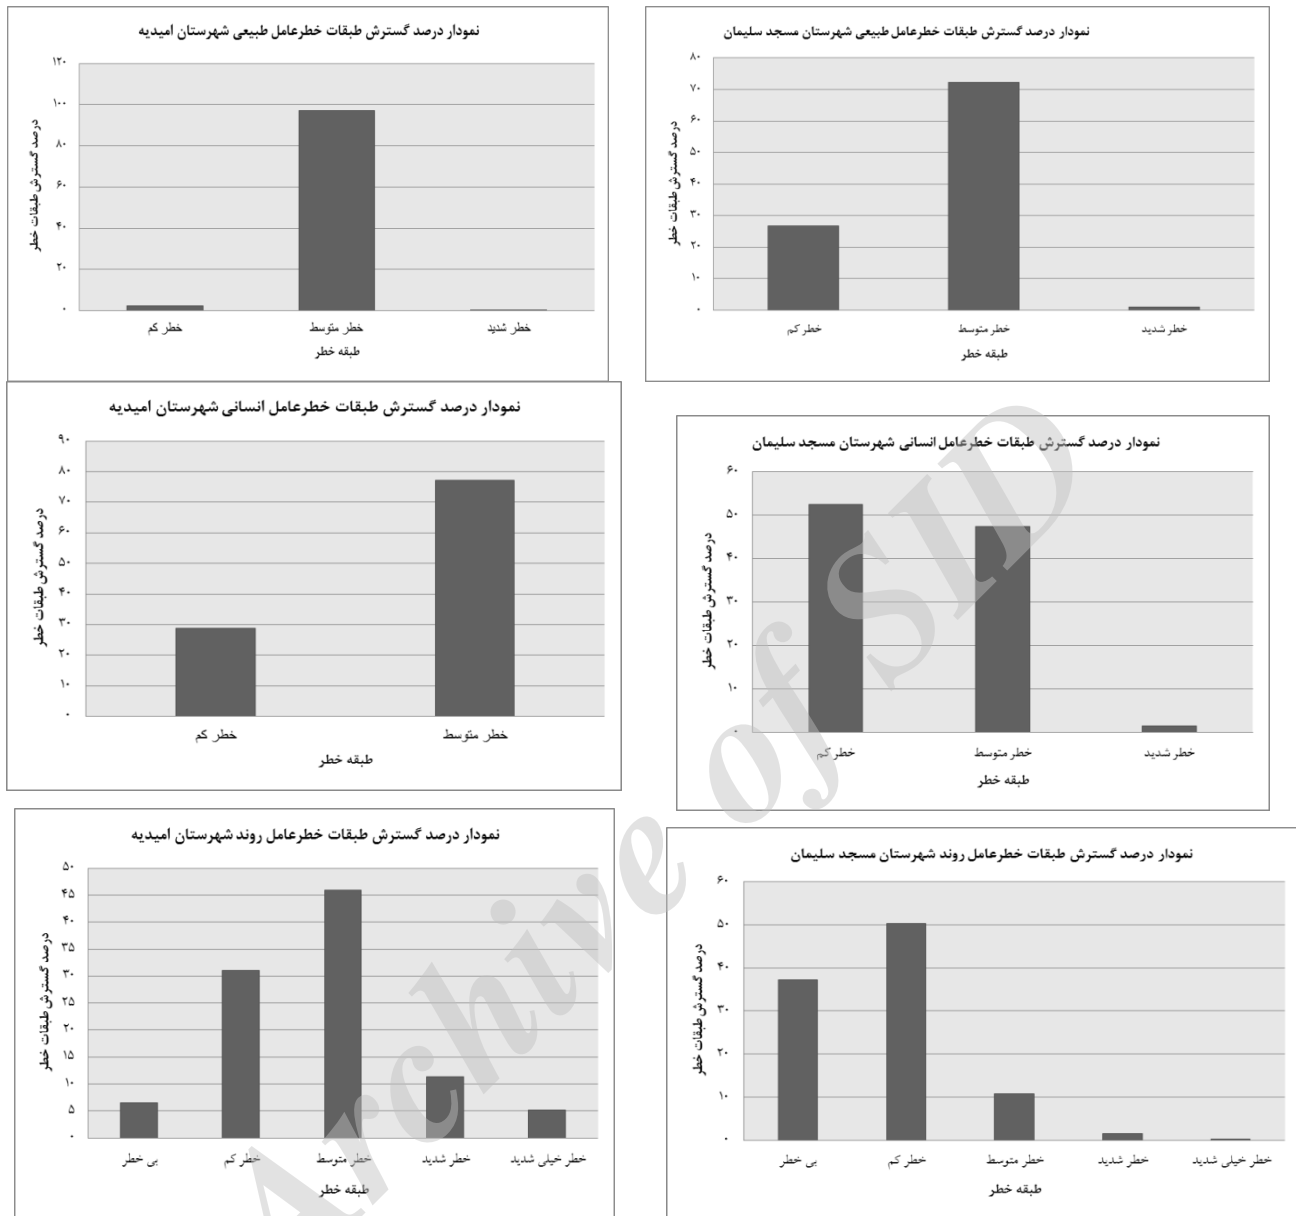 نمودار درصد گسترش طبقات خطرعامل طبیعی شهرستان امیدیه
۱۲۰
۱۰۰
۸۰
۶۰
۴۰
۲۰
۰
درصد گسترش طبقات خطر
خطر کم خطر متوسط خطر شدید
طبقه خطر
نمودار درصد گسترش طبقات خطرعامل طبیعی شهرستان مسجد سلیمان
۸۰
۷۰
۶۰
۵۰
۴۰
۳۰
۲۰
۱۰
۰
درصد گسترش طبقات خطر
خطر کم خطر متوسط خطر شدید
طبقه خطر
نمودار درصد گسترش طبقات خطرعامل انسانی شهرستان امیدیه
۹۰
۸۰
۷۰
۶۰
۵۰
۴۰
۳۰
۲۰
۱۰
۰
درصد گسترش طبقات خطر
خطر کم خطر متوسط
طبقه خطر
نمودار درصد گسترش طبقات خطرعامل انسانی شهرستان مسجد سلیمان
۶۰
۵۰
۴۰
۳۰
۲۰
۱۰
۰
درصد گسترش طبقات خطر
خطر کم خطر متوسط خطر شدید
طبقه خطر
نمودار درصد گسترش طبقات خطرعامل روند شهرستان امیدیه
۵۰
۴۵
۴۰
۳۵
۳۰
۲۵
۲۰
۱۵
۱۰
۵
۰
درصد گسترش طبقات خطر
بی خطر خطر کم خطر متوسط خطر شدید خطر خیلی شدید
طبقه خطر
نمودار درصد گسترش طبقات خطرعامل روند شهرستان مسجد سلیمان
۶۰
۵۰
۴۰
۳۰
۲۰
۱۰
۰
درصد گسترش طبقات خطر
بی خطر خطر کم خطر متوسط خطر شدید خطر خیلی شدید
طبقه خطر
Archive of SID